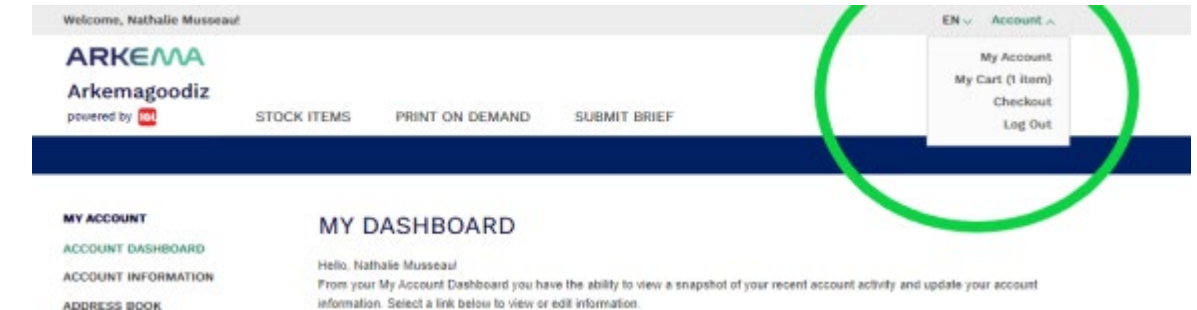 Welcome, Nathalie Musseau!
EN Account
My Account
My Cart (1 item)
Checkout
Log Out
ARKEMA
Arkemagoodiz
powered by IGL
STOCK ITEMS PRINT ON DEMAND SUBMIT BRIEF
MY ACCOUNT
ACCOUNT DASHBOARD
ACCOUNT INFORMATION
ADDRESS BOOK
MY DASHBOARD
Hello, Nathalie Musseau!
From your My Account Dashboard you have the ability to view a snapshot of your recent account activity and update your account
information. Select a link below to view or edit information.